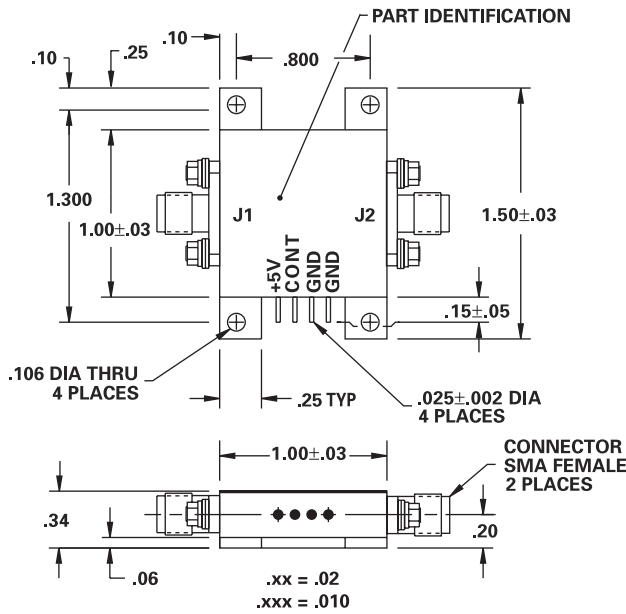 PART IDENTIFICATION
.10
.10
.25
.800
1.300
1.00±.03
J1
J2
1.50±.03
+5V
CONT
GND
GND
.15±.05
.106 DIA THRU
4 PLACES
.25 TYP
.025±.002 DIA
4 PLACES
1.00±.03
CONNECTOR
SMA FEMALE
2 PLACES
.34
.20
.06
.xx = .02
.xxx = .010